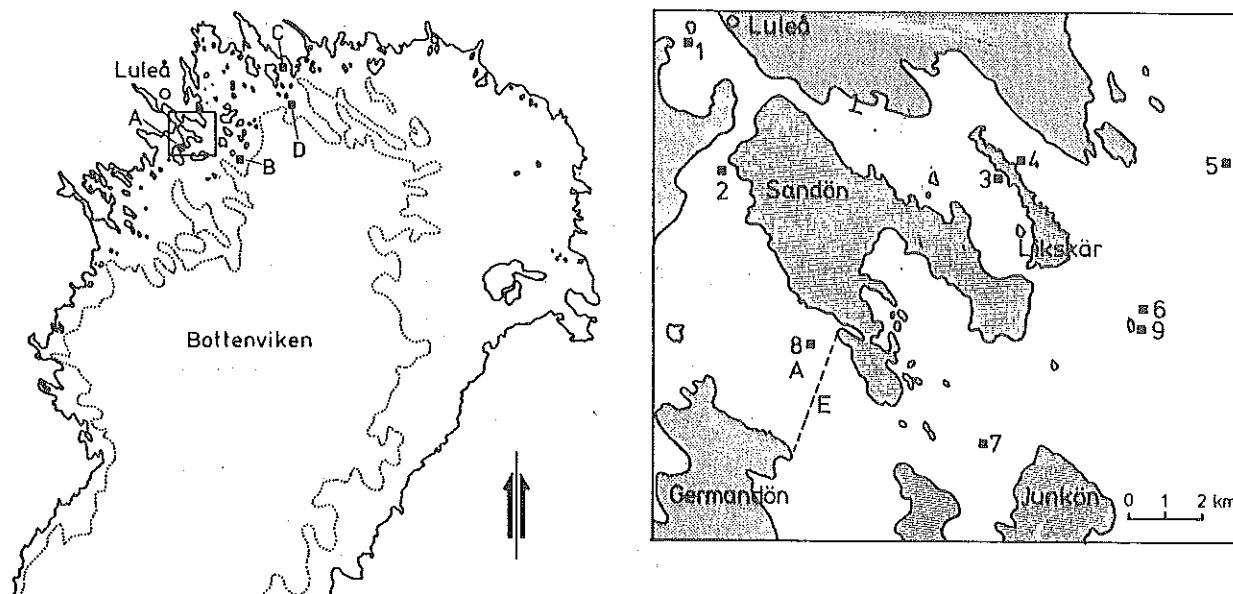 C
Luleå
A
D
B
Bottenviken
Luleå
1
2
Sandön
3
4
5
Likskär
6
9
8
A
E
7
Germandön
Junkön
0 1 2 km